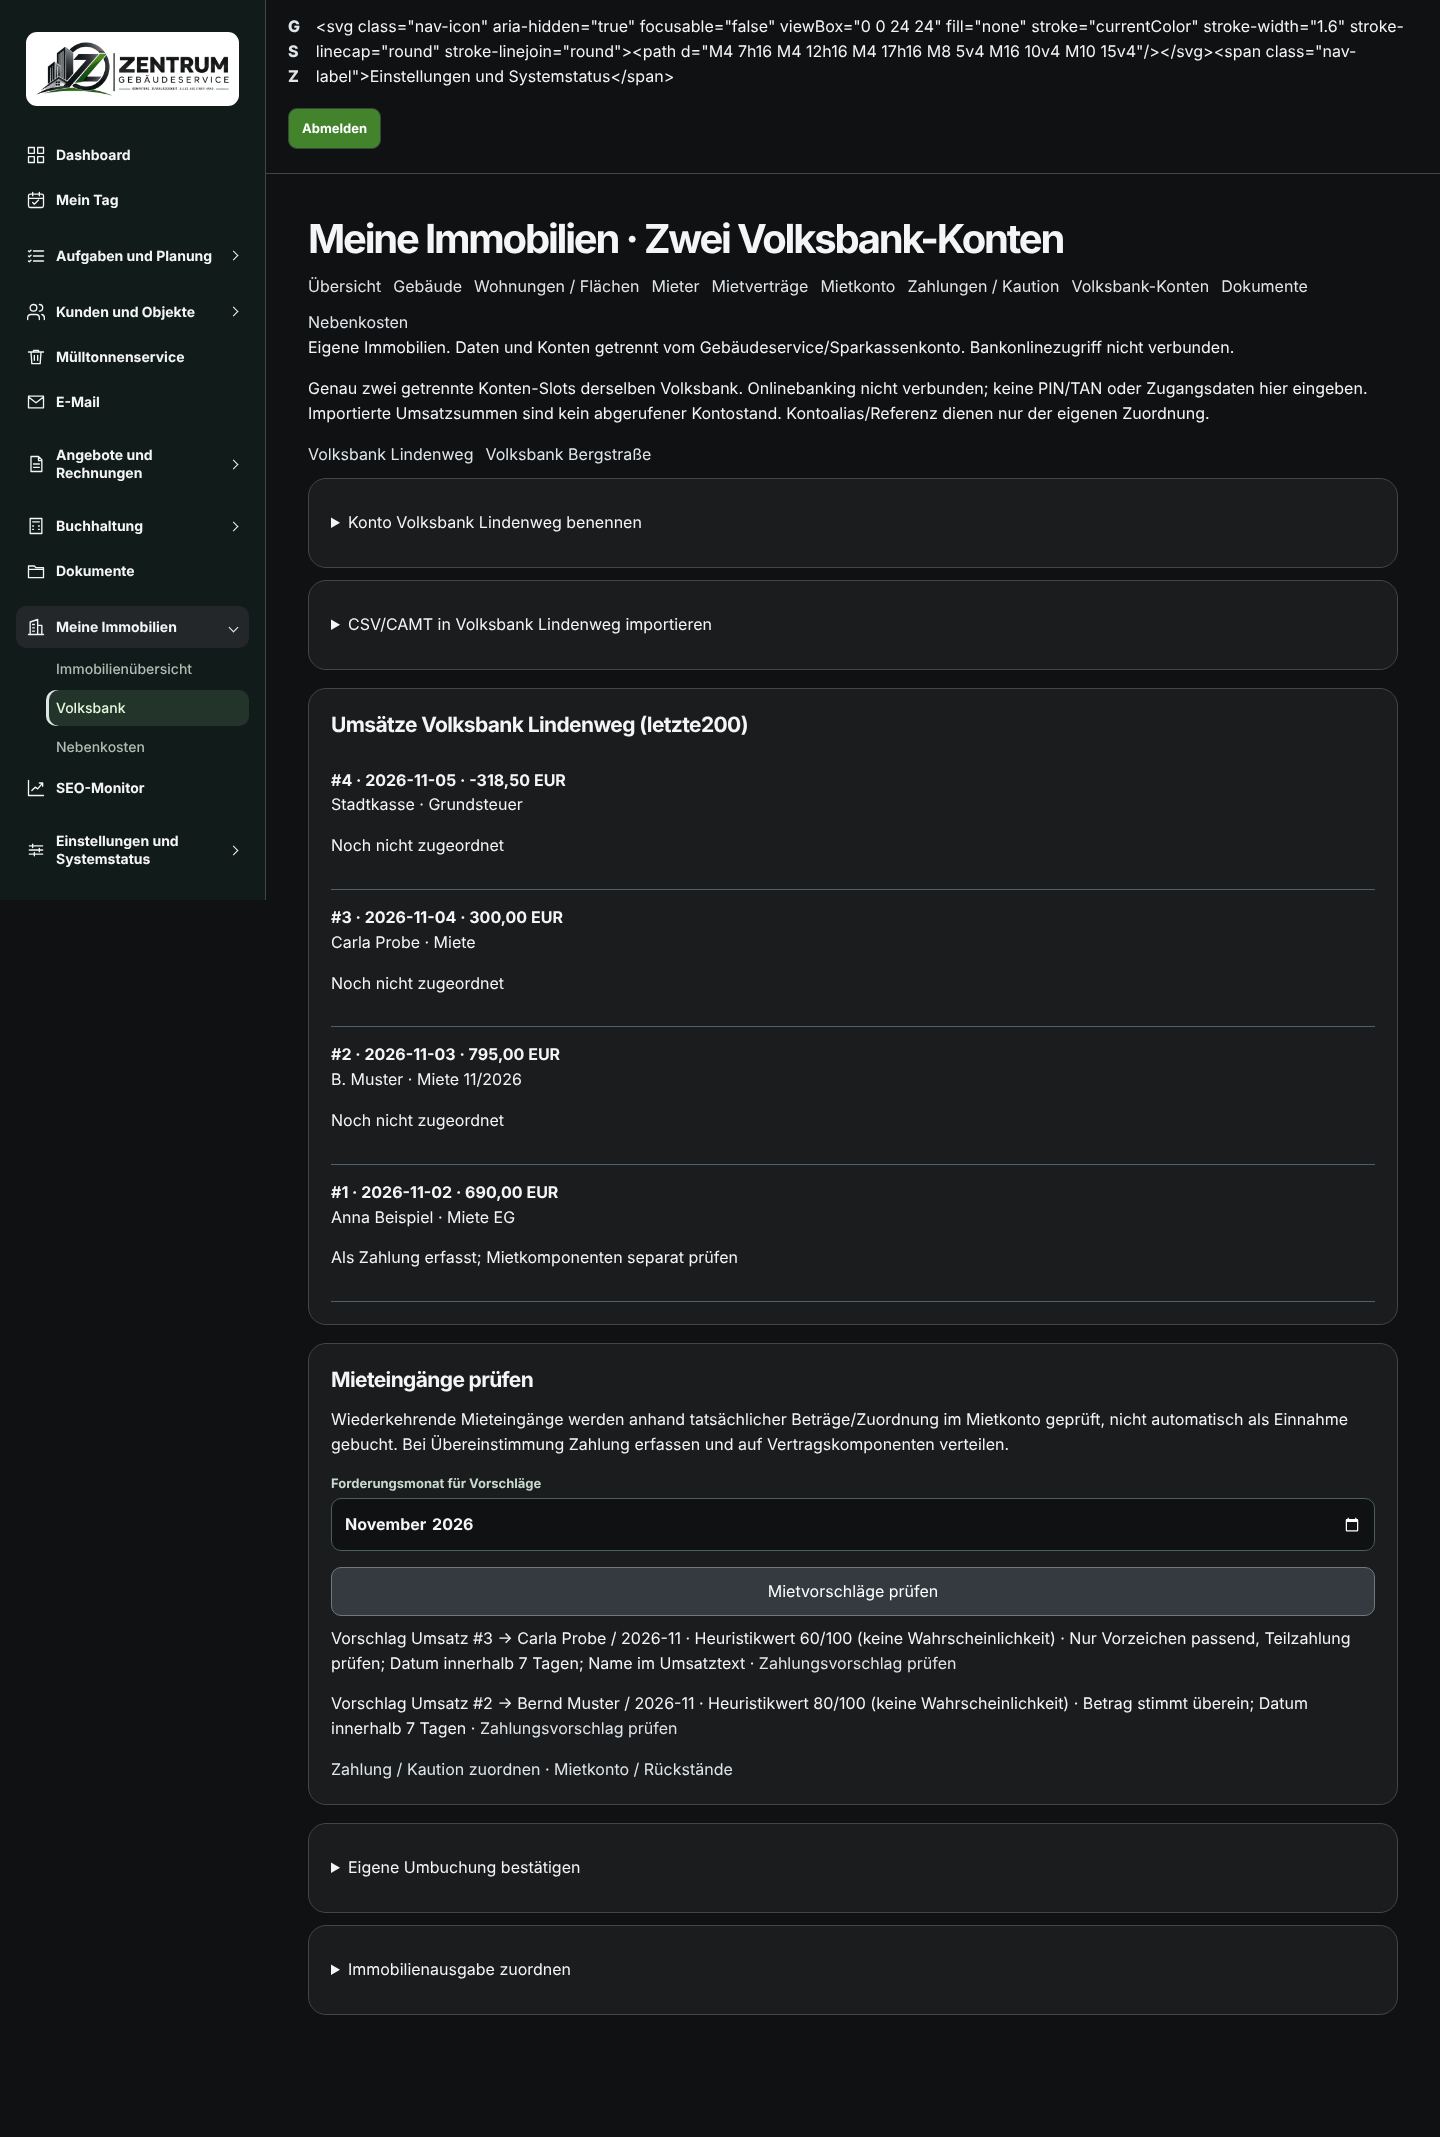 ZENTRUM
GEBÄUDESERVICE
Dashboard
Mein Tag
Aufgaben und Planung
Kunden und Objekte
Mülltonnenservice
E-Mail
Angebote und
Rechnungen
Buchhaltung
Dokumente
Meine Immobilien
Immobilienübersicht
Volksbank
Nebenkosten
SEO-Monitor
Einstellungen und
Systemstatus
G
S
Z
<svg class="nav-icon" aria-hidden="true" focusable="false" viewBox="0 0 24 24" fill="none" stroke="currentColor" stroke-width="1.6" stroke-
linecap="round" stroke-linejoin="round"><path d="M4 7h16 M4 12h16 M4 17h16 M8 5v4 M16 10v4 M10 15v4"/></svg><span class="nav-
label">Einstellungen und Systemstatus</span>
Abmelden
Meine Immobilien · Zwei Volksbank-Konten
Übersicht Gebäude Wohnungen / Flächen Mieter Mietverträge Mietkonto Zahlungen / Kaution Volksbank-Konten Dokumente
Nebenkosten
Eigene Immobilien. Daten und Konten getrennt vom Gebäudeservice/Sparkassenkonto. Bankonlinezugriff nicht verbunden.
Genau zwei getrennte Konten-Slots derselben Volksbank. Onlinebanking nicht verbunden; keine PIN/TAN oder Zugangsdaten hier eingeben.
Importierte Umsatzsummen sind kein abgerufener Kontostand. Kontoalias/Referenz dienen nur der eigenen Zuordnung.
Volksbank Lindenweg Volksbank Bergstraße
▶ Konto Volksbank Lindenweg benennen
▶ CSV/CAMT in Volksbank Lindenweg importieren
Umsätze Volksbank Lindenweg (letzte200)
#4 · 2026-11-05 · -318,50 EUR
Stadtkasse · Grundsteuer
Noch nicht zugeordnet
#3 · 2026-11-04 · 300,00 EUR
Carla Probe · Miete
Noch nicht zugeordnet
#2 · 2026-11-03 · 795,00 EUR
B. Muster · Miete 11/2026
Noch nicht zugeordnet
#1 · 2026-11-02 · 690,00 EUR
Anna Beispiel · Miete EG
Als Zahlung erfasst; Mietkomponenten separat prüfen
Mieteingänge prüfen
Wiederkehrende Mieteingänge werden anhand tatsächlicher Beträge/Zuordnung im Mietkonto geprüft, nicht automatisch als Einnahme
gebucht. Bei Übereinstimmung Zahlung erfassen und auf Vertragskomponenten verteilen.
Forderungsmonat für Vorschläge
November 2026
Mietvorschläge prüfen
Vorschlag Umsatz #3 → Carla Probe / 2026-11 · Heuristikwert 60/100 (keine Wahrscheinlichkeit) · Nur Vorzeichen passend, Teilzahlung
prüfen; Datum innerhalb 7 Tagen; Name im Umsatztext · Zahlungsvorschlag prüfen
Vorschlag Umsatz #2 → Bernd Muster / 2026-11 · Heuristikwert 80/100 (keine Wahrscheinlichkeit) · Betrag stimmt überein; Datum
innerhalb 7 Tagen · Zahlungsvorschlag prüfen
Zahlung / Kaution zuordnen · Mietkonto / Rückstände
▶ Eigene Umbuchung bestätigen
▶ Immobilienausgabe zuordnen